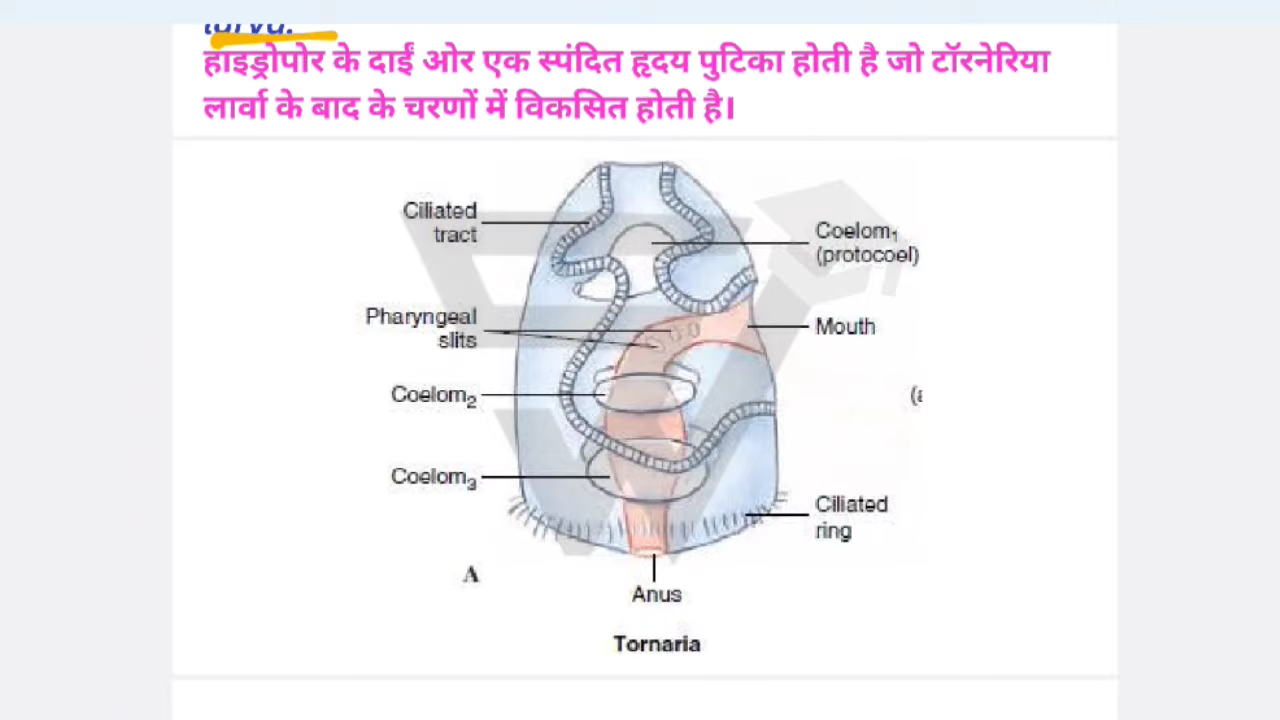 larva.
हाइड्रोपोर के दाईं ओर एक स्पंदित हृदय पुटिका होती है जो टॉरनेरिया
लार्वा के बाद के चरणों में विकसित होती है।
Ciliated
tract
Coelom₁
(protocoel)
Pharyngeal
slits
Mouth
Coelom₂
(a
Coelom₃
Ciliated
ring
A
Anus
Tornaria